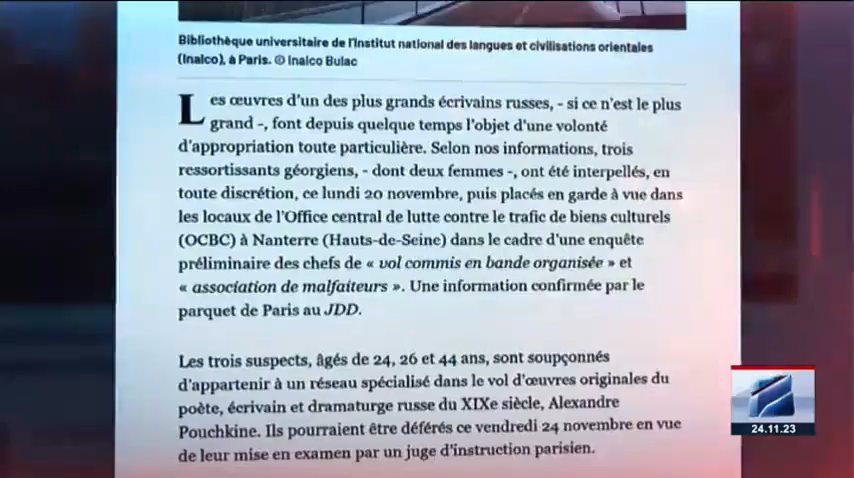 Bibliothèque universitaire de l'Institut national des langues et civilisations orientales
(Inalco), à Paris. © Inalco Bulac
Les œuvres d'un des plus grands écrivains russes, - si ce n'est le plus
grand -, font depuis quelque temps l'objet d'une volonté
d'appropriation toute particulière. Selon nos informations, trois
ressortissants géorgiens, - dont deux femmes -, ont été interpellés, en
toute discrétion, ce lundi 20 novembre, puis placés en garde à vue dans
les locaux de l'Office central de lutte contre le trafic de biens culturels
(OCBC) à Nanterre (Hauts-de-Seine) dans le cadre d'une enquête
préliminaire des chefs de « vol commis en bande organisée » et
« association de malfaiteurs ». Une information confirmée par le
parquet de Paris au JDD.
Les trois suspects, âgés de 24, 26 et 44 ans, sont soupçonnés
d'appartenir à un réseau spécialisé dans le vol d'œuvres originales du
poète, écrivain et dramaturge russe du XIXe siècle, Alexandre
Pouchkine. Ils pourraient être déférés ce vendredi 24 novembre en vue
de leur mise en examen par un juge d'instruction parisien.
24.11.23